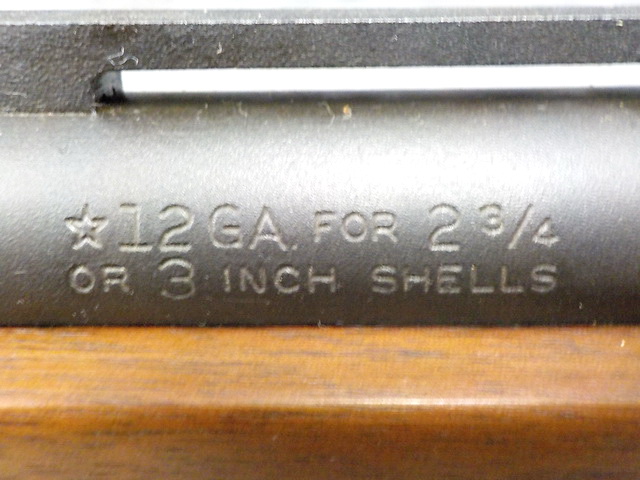 ☆12 GA. FOR 2 3/4
OR 3 INCH SHELLS